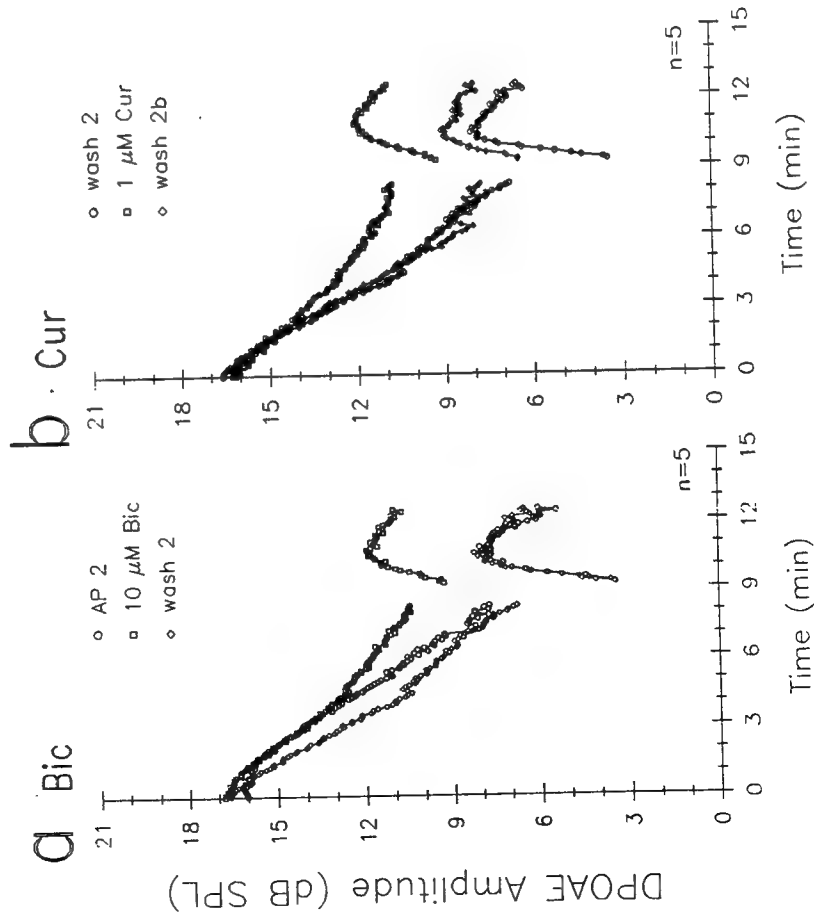 a Bic
21
18
15
12
9
6
3
0
DPOAE Amplitude (dB SPL)
○ AP 2
□ 10 μM Bic
◇ wash 2
n=5
0 3 6 9 12 15
Time (min)
b · Cur
21
18
15
12
9
6
3
0
○ wash 2
□ 1 μM Cur
◇ wash 2b
n=5
0 3 6 9 12 15
Time (min)